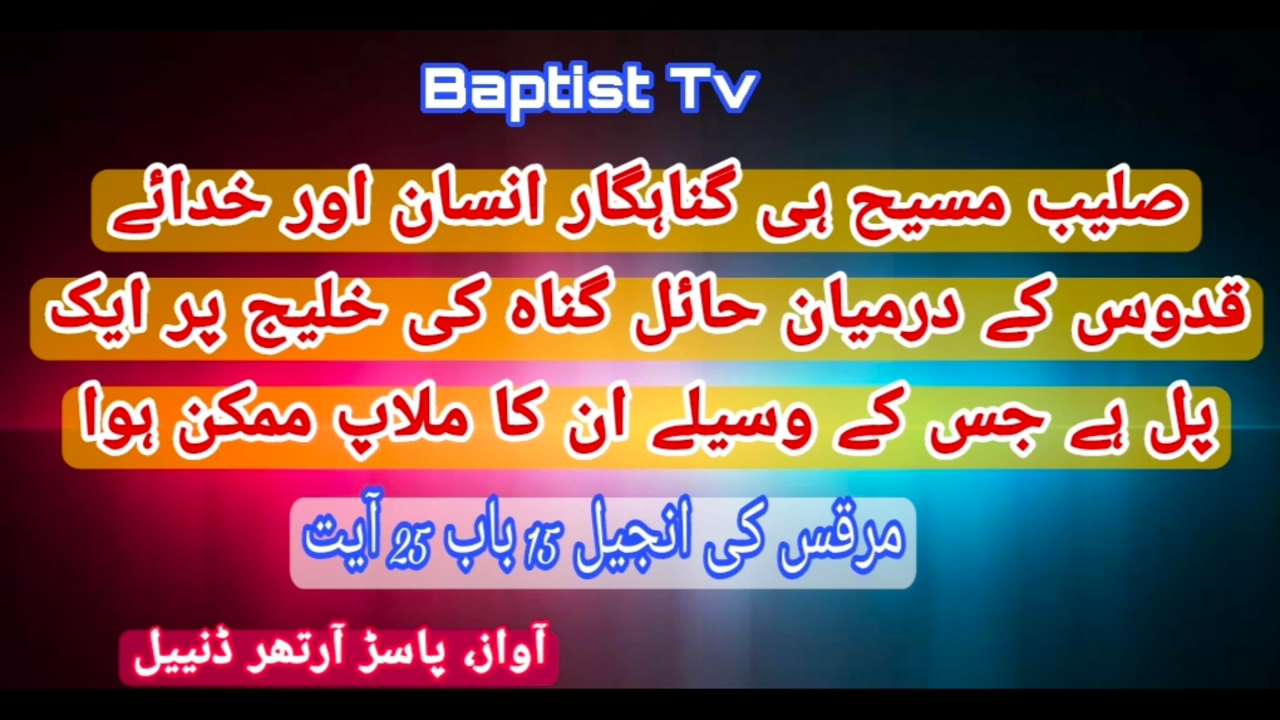 Baptist Tv
صلیب مسیح ہی گناہگار انسان اور خدائے
قدوس کے درمیان حائل گناہ کی خلیج پر ایک
پل ہے جس کے وسیلے ان کا ملاپ ممکن ہوا
مرقس کی انجیل 15 باب 25 آیت
آواز، پاسڑ آرتھر ڈنییل